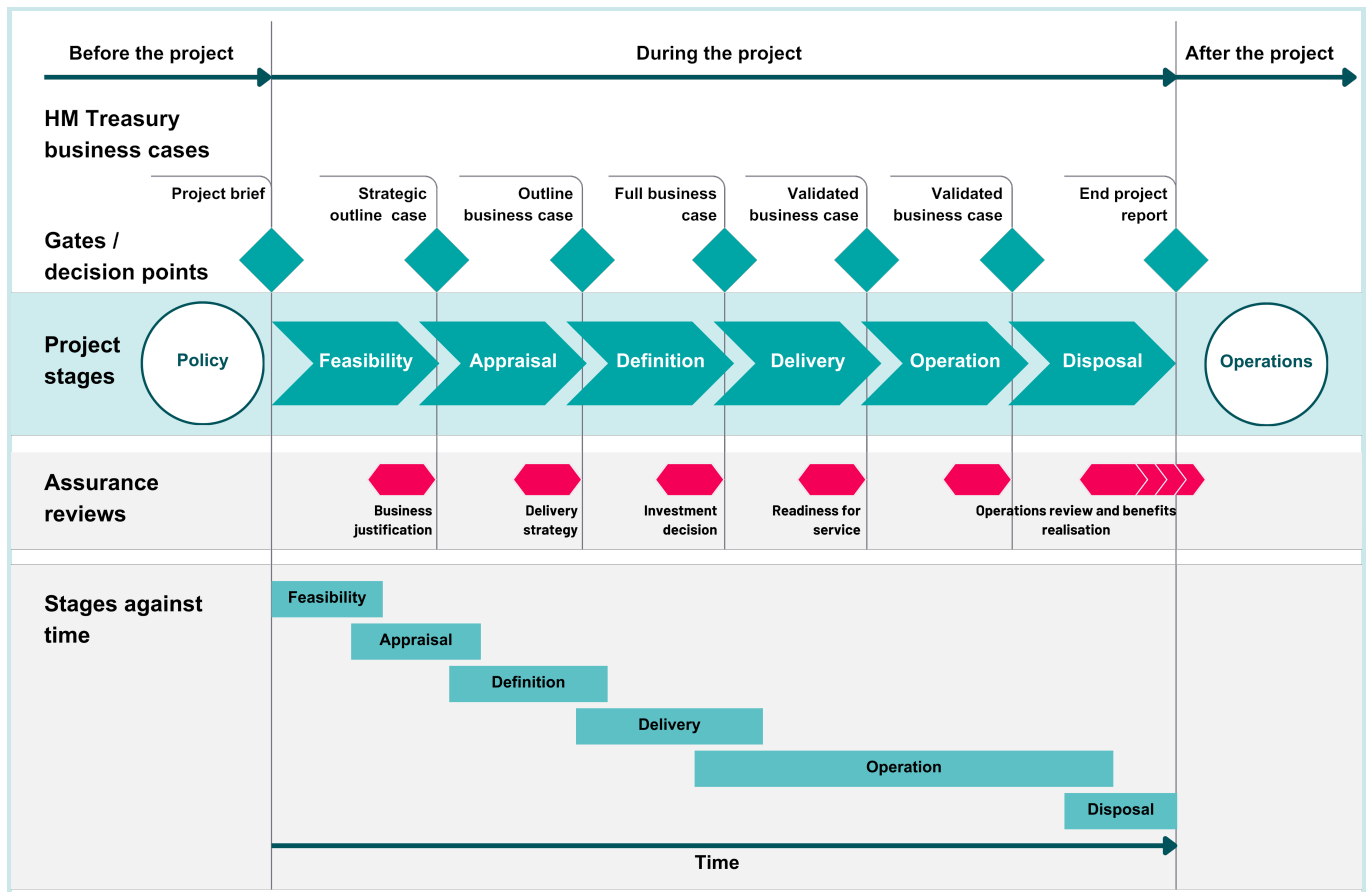 Before the project
During the project
After the project
HM Treasury
business cases
Project brief
Strategic
outline case
Outline
business case
Full business
case
Validated
business case
Validated
business case
End project
report
Gates /
decision points
Project
stages
Policy
Feasibility
Appraisal
Definition
Delivery
Operation
Disposal
Operations
Assurance
reviews
Business
justification
Delivery
strategy
Investment
decision
Readiness for
service
Operations review and benefits
realisation
Stages against
time
Feasibility
Appraisal
Definition
Delivery
Operation
Disposal
Time